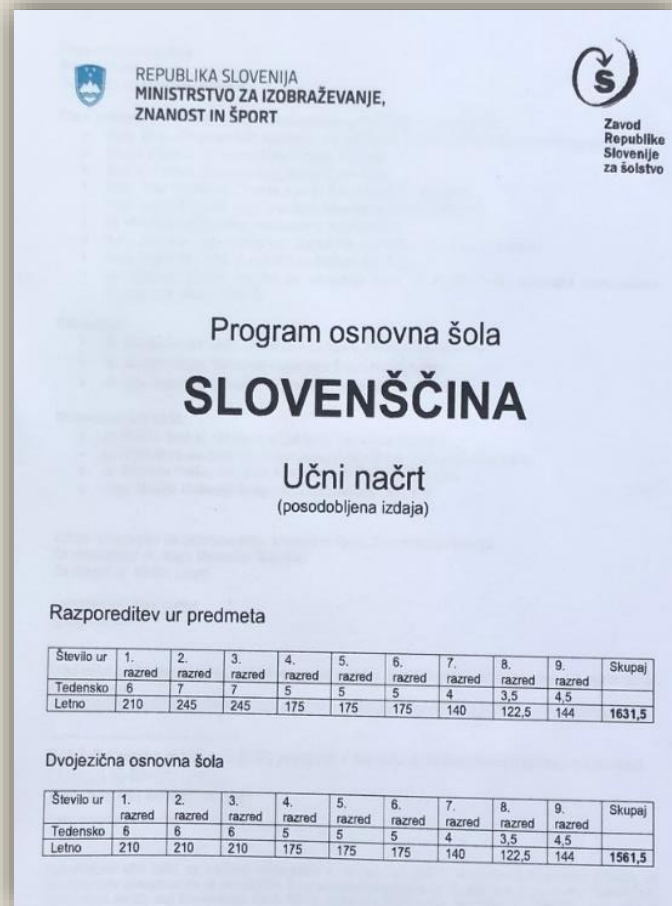 REPUBLIKA SLOVENIJA
MINISTRSTVO ZA IZOBRAŽEVANJE,
ZNANOST IN ŠPORT
Š
Zavod
Republike
Slovenije
za šolstvo
Program osnovna šola
SLOVENŠČINA
Učni načrt
(posodobljena izdaja)
Razporeditev ur predmeta
Število ur 1. razred 2. razred 3. razred 4. razred 5. razred 6. razred 7. razred 8. razred 9. razred Skupaj
Tedensko 6 7 7 5 5 5 4 3,5 4,5
Letno 210 245 245 175 175 175 140 122,5 144 1631,5
Dvojezična osnovna šola
Število ur 1. razred 2. razred 3. razred 4. razred 5. razred 6. razred 7. razred 8. razred 9. razred Skupaj
Tedensko 6 6 6 5 5 5 4 3,5 4,5
Letno 210 210 210 175 175 175 140 122,5 144 1561,5